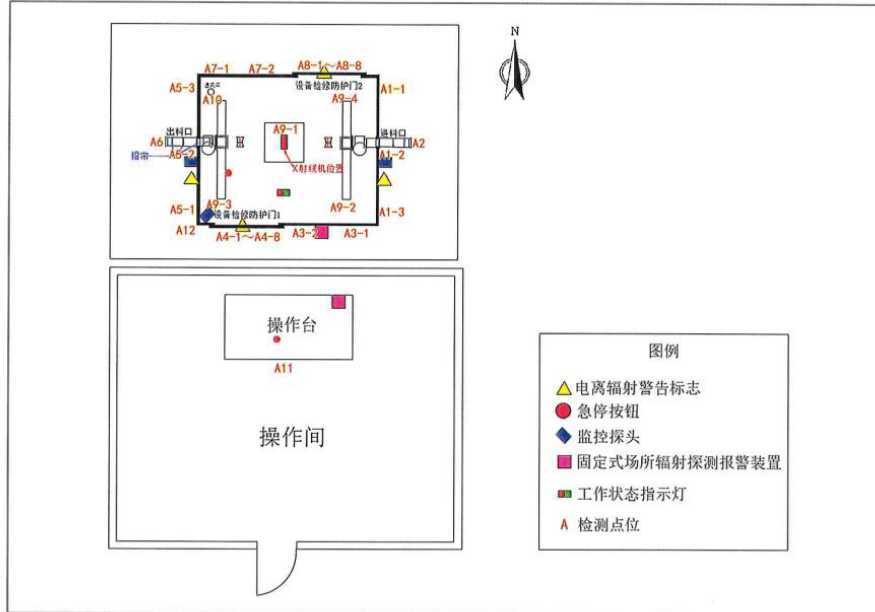 N
A7-1
A7-2
A8-1～A8-8
设备检修防护门2
A5-3
A10
A9-4
A1-1
出料口
A9-1
进料口
A6
A2
铅帘
A5-2
X射线机位置
A1-2
A9-3
A9-2
A5-1
设备检修防护门1
A1-3
A12
A4-1～A4-8
A3-2
A3-1
操作台
A11
操作间
图例
电离辐射警告标志
急停按钮
监控探头
固定式场所辐射探测报警装置
工作状态指示灯
A 检测点位